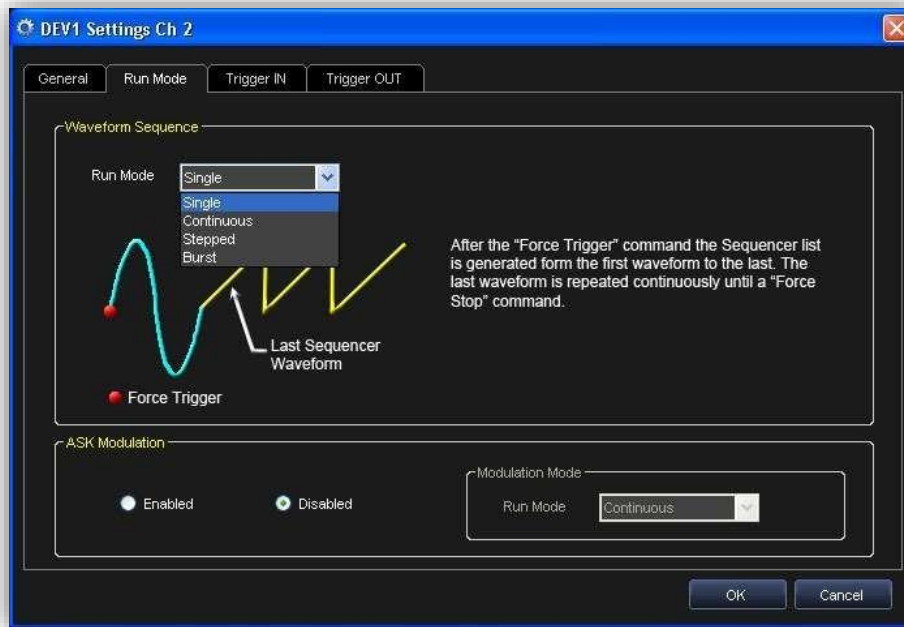 DEV1 Settings Ch 2
General
Run Mode
Trigger IN
Trigger OUT
Waveform Sequence
Run Mode
Single
Single
Continuous
Stepped
Burst
After the "Force Trigger" command the Sequencer list
is generated form the first waveform to the last. The
last waveform is repeated continuously until a "Force
Stop" command.
Last Sequencer
Waveform
Force Trigger
ASK Modulation
Enabled
Disabled
Modulation Mode
Run Mode
Continuous
OK
Cancel